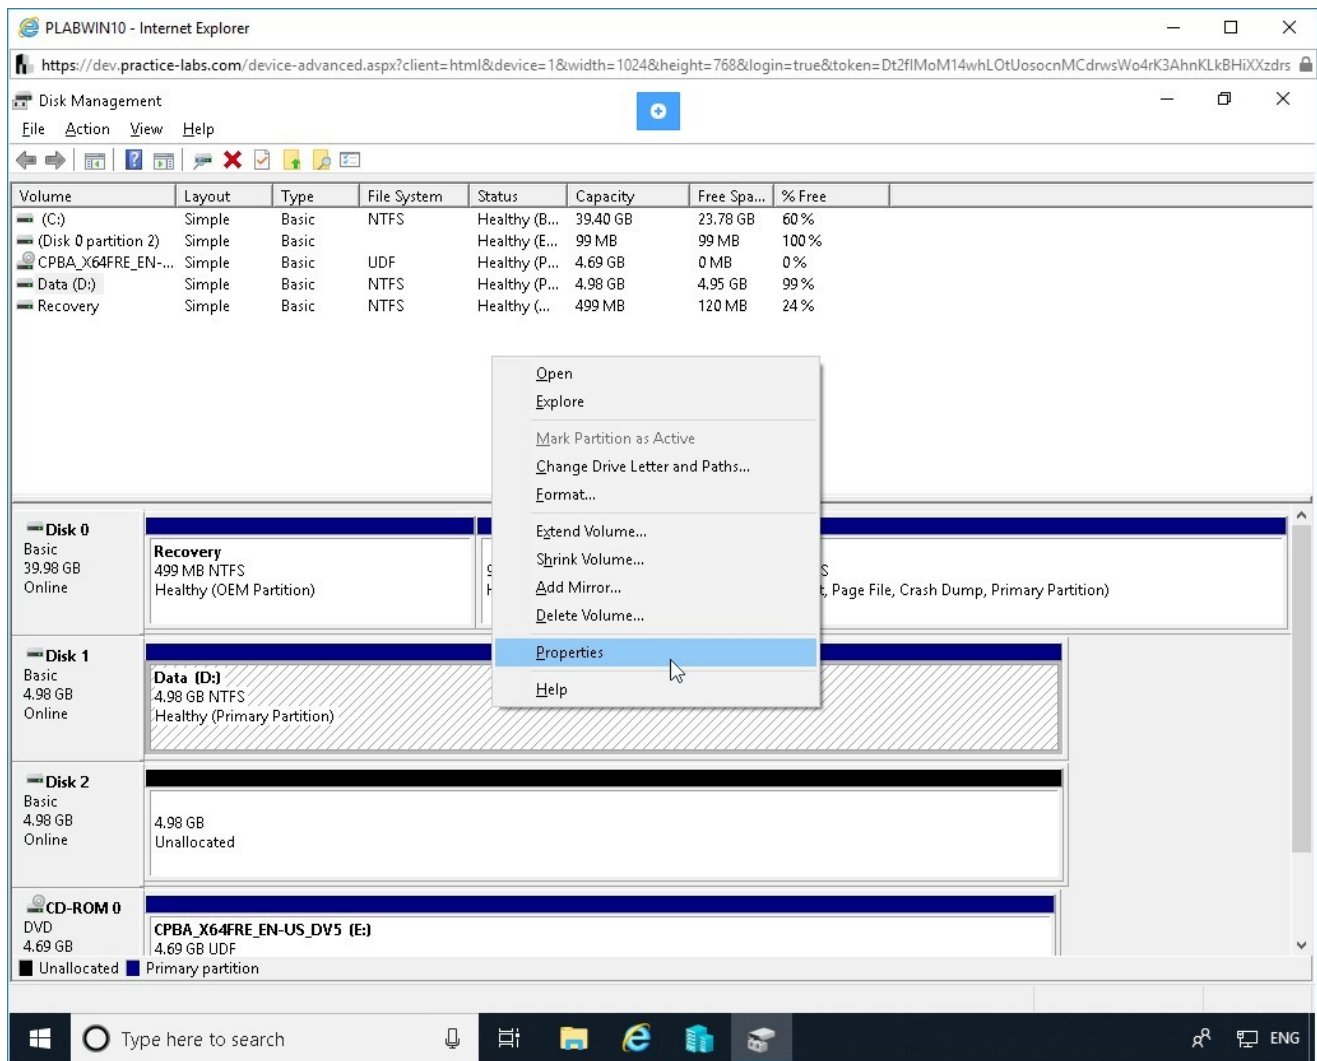 PLABWIN10 - Internet Explorer
https://dev.practice-labs.com/device-advanced.aspx?client=html&device=1&width=1024&height=768&login=true&token=Dt2flMoM14whLOtUosocnMCdrwsWo4rK3AhnKLkBHiXXzdrs
Disk Management
File Action View Help
Volume Layout Type File System Status Capacity Free Spa... % Free
(C:) Simple Basic NTFS Healthy (B... 39.40 GB 23.78 GB 60 %
(Disk 0 partition 2) Simple Basic Healthy (E... 99 MB 99 MB 100 %
CPBA_X64FRE_EN-... Simple Basic UDF Healthy (P... 4.69 GB 0 MB 0 %
Data (D:) Simple Basic NTFS Healthy (P... 4.98 GB 4.95 GB 99 %
Recovery Simple Basic NTFS Healthy (... 499 MB 120 MB 24 %
Open
Explore
Mark Partition as Active
Change Drive Letter and Paths...
Format...
Extend Volume...
Shrink Volume...
Add Mirror...
Delete Volume...
Properties
Help
Disk 0
Basic
39.98 GB
Online
Recovery
499 MB NTFS
Healthy (OEM Partition)
, Page File, Crash Dump, Primary Partition)
Disk 1
Basic
4.98 GB
Online
Data (D:)
4.98 GB NTFS
Healthy (Primary Partition)
Disk 2
Basic
4.98 GB
Online
4.98 GB
Unallocated
CD-ROM 0
DVD
4.69 GB
CPBA_X64FRE_EN-US_DV5 (E:)
4.69 GB UDF
Unallocated Primary partition
Type here to search
ENG